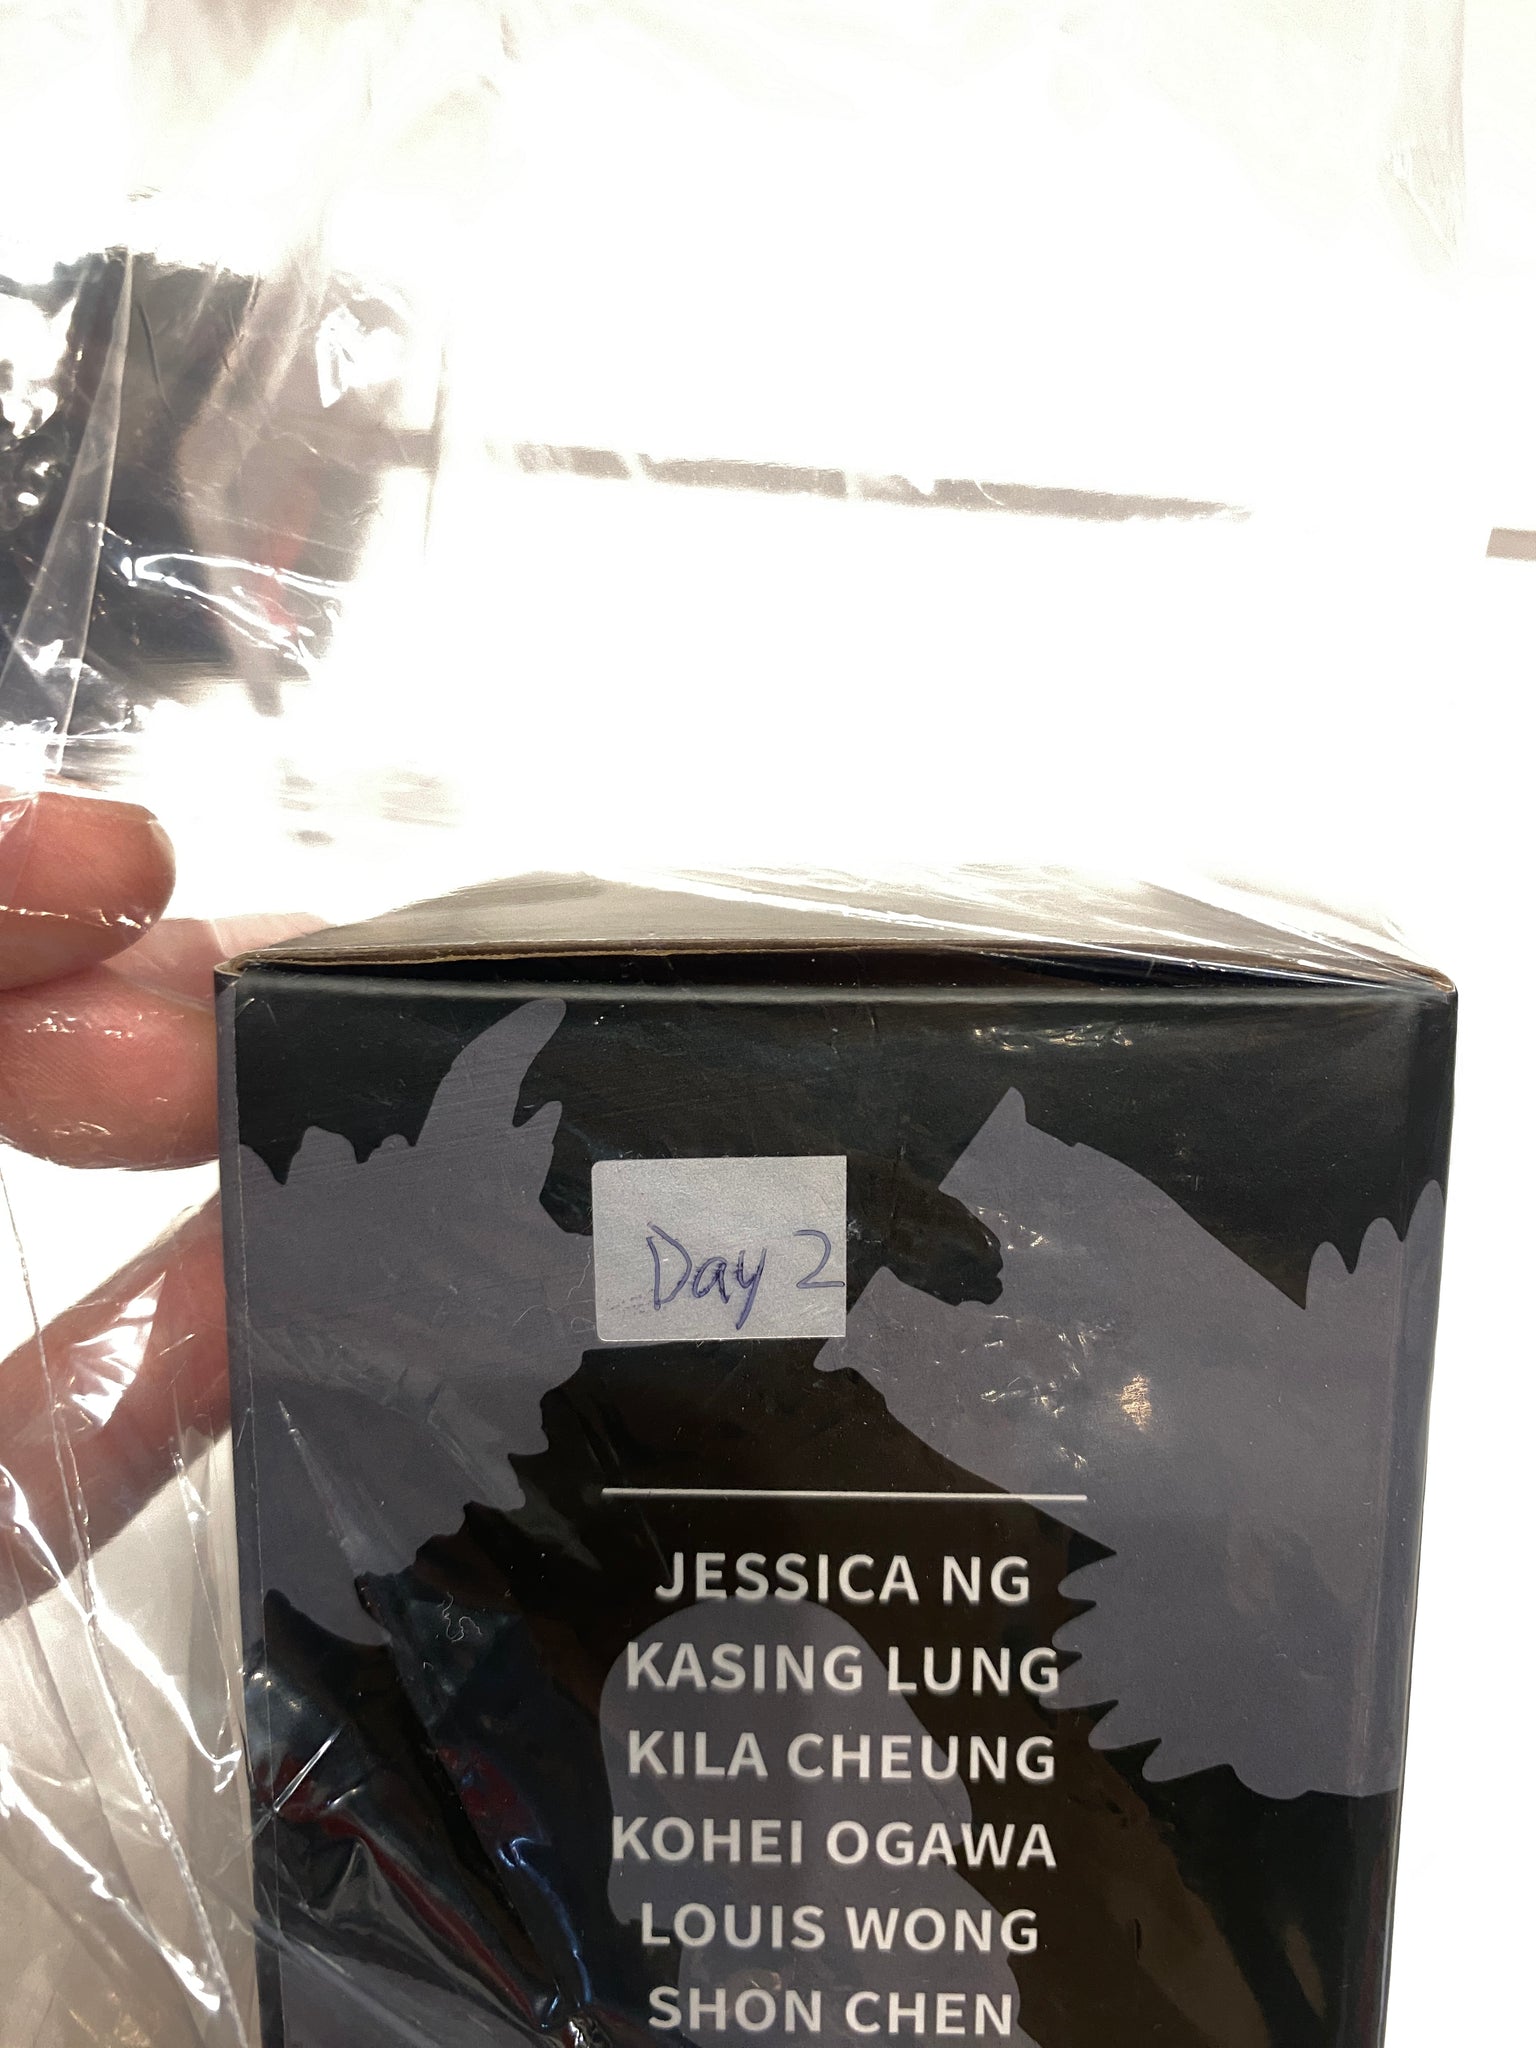 Day 2
JESSICA NG
KASING LUNG
KILA CHEUNG
KOHEI OGAWA
LOUIS WONG
SHON CHEN